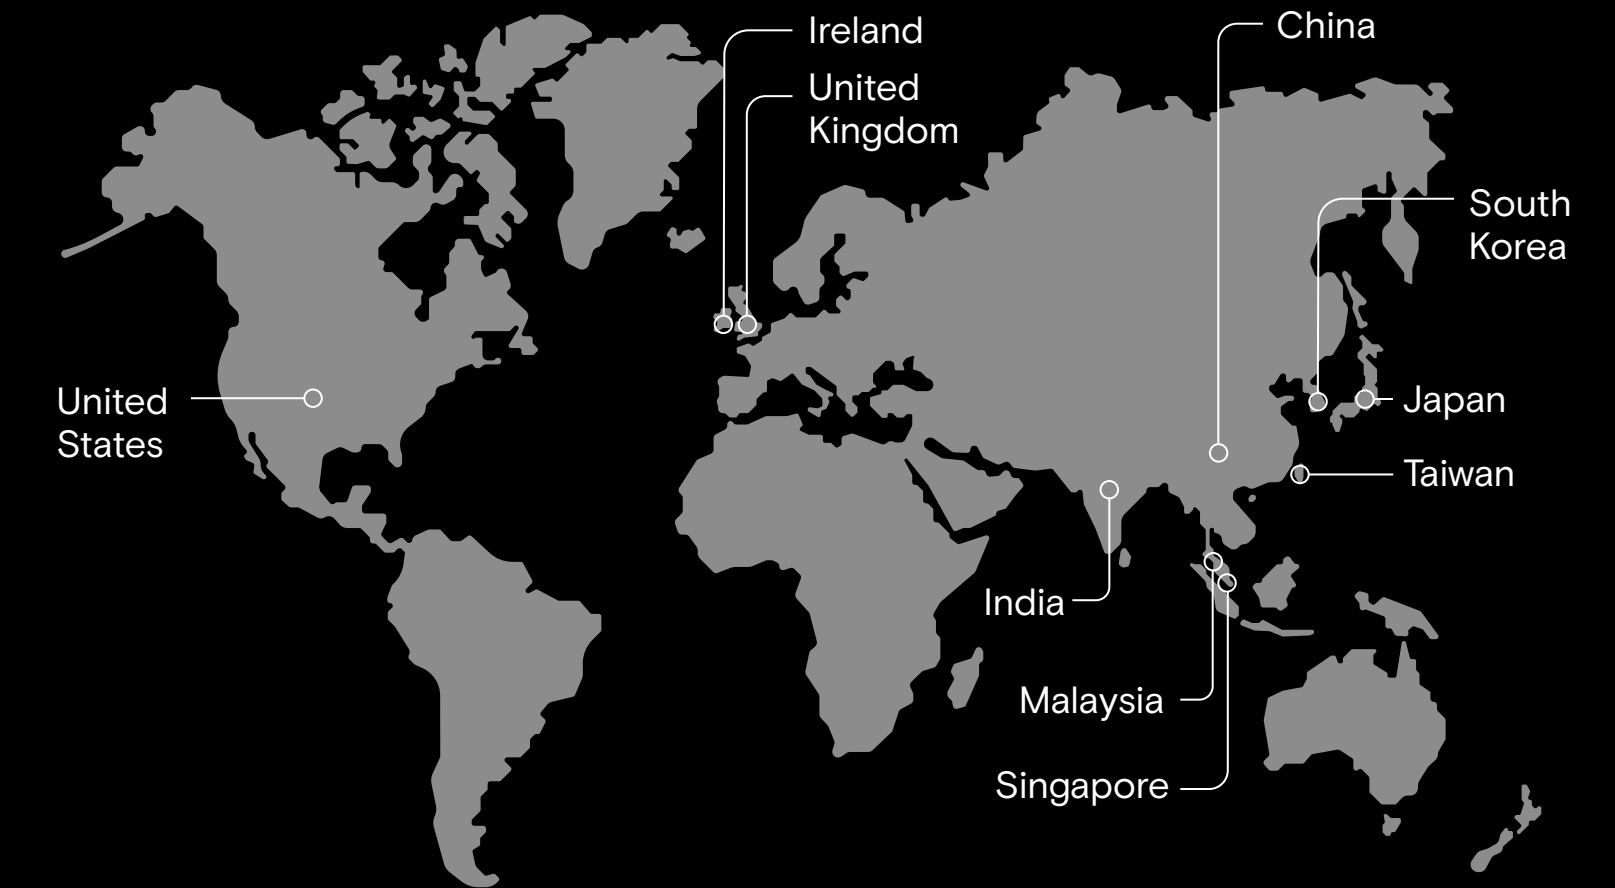 Ireland
United
Kingdom
China
South
Korea
United
States
Japan
Taiwan
India
Malaysia
Singapore